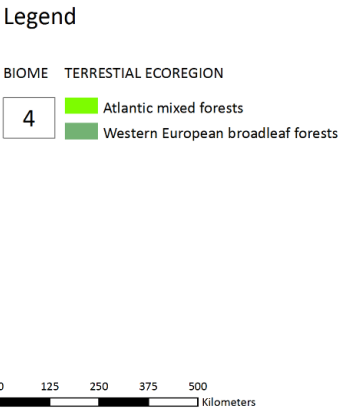 Legend
BIOME TERRESTIAL ECOREGION
4
Atlantic mixed forests
Western European broadleaf forests
0 125 250 375 500
Kilometers